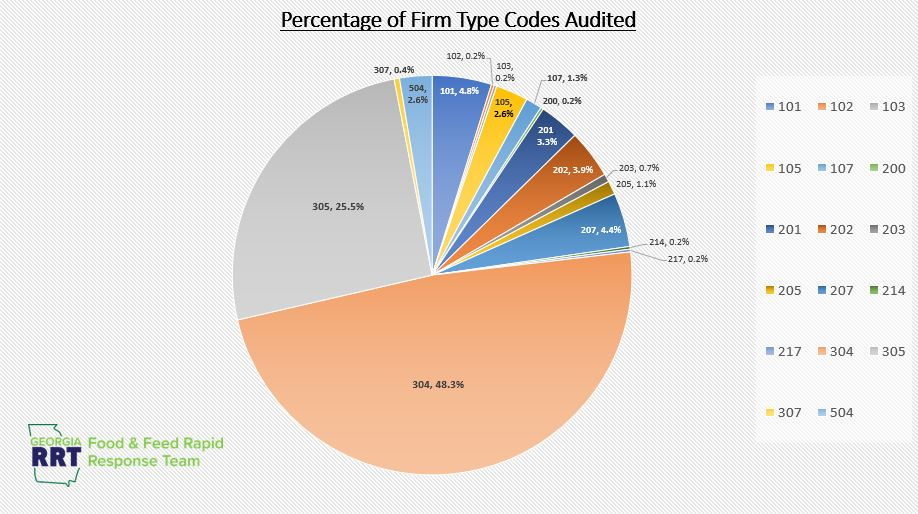 Percentage of Firm Type Codes Audited
102, 0.2%
103,
0.2%
307, 0.4%
504,
2.6%
101, 4.8%
105,
2.6%
107, 1.3%
200, 0.2%
201
3.3%
202, 3.9%
203, 0.7%
205, 1.1%
207, 4.4%
214, 0.2%
217, 0.2%
305, 25.5%
304, 48.3%
101 102 103
105 107 200
201 202 203
205 207 214
217 304 305
307 504
GEORGIA
RRT
Food & Feed Rapid
Response Team